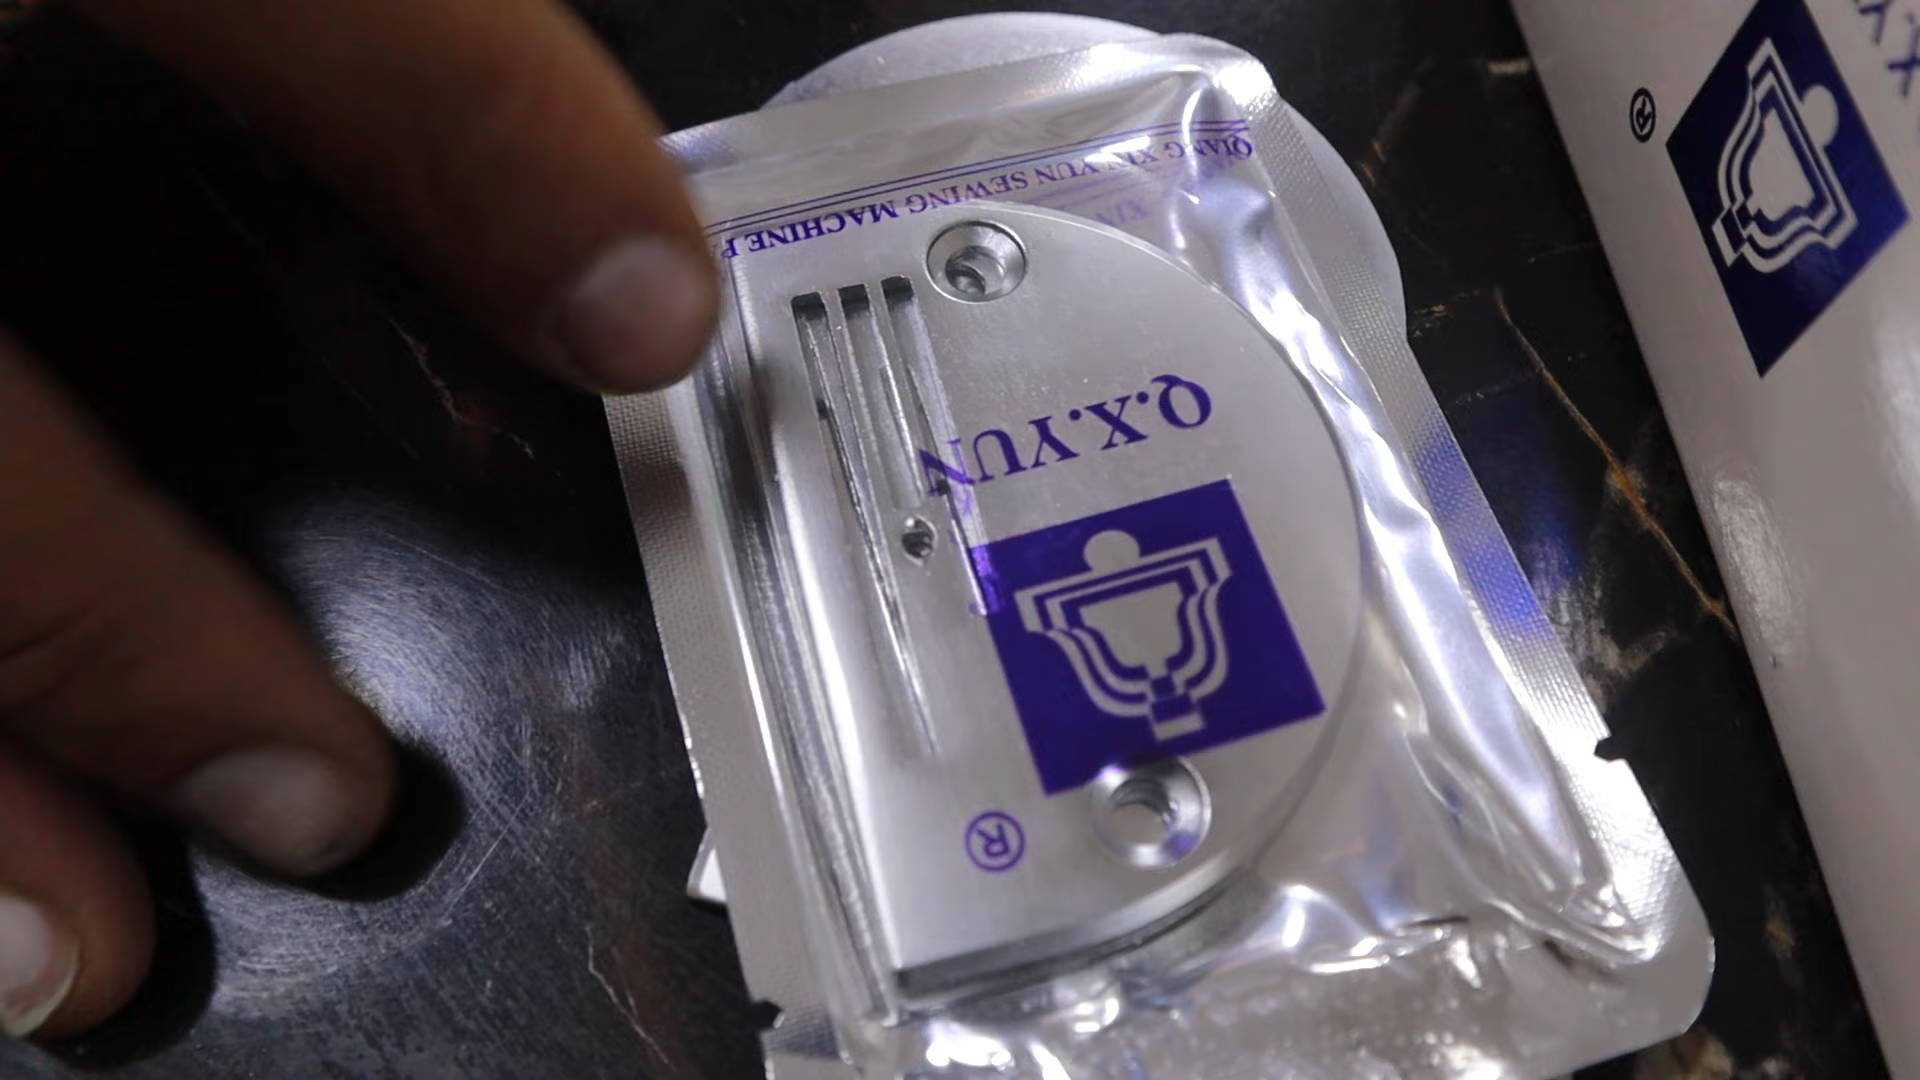 QIANG XIN YUN SEWING MACHINE
Q.X.YUN
®
®